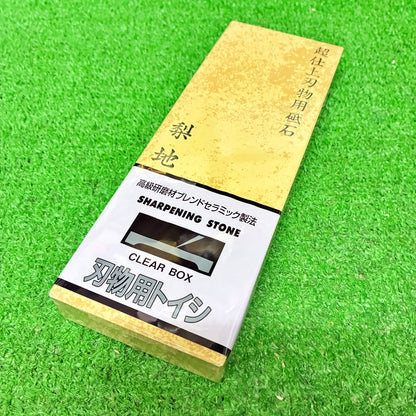 超仕上刃物用砥石
梨地
高級研磨材ブレンドセラミック製法
SHARPENING STONE
CLEAR BOX
刃物用トイシ